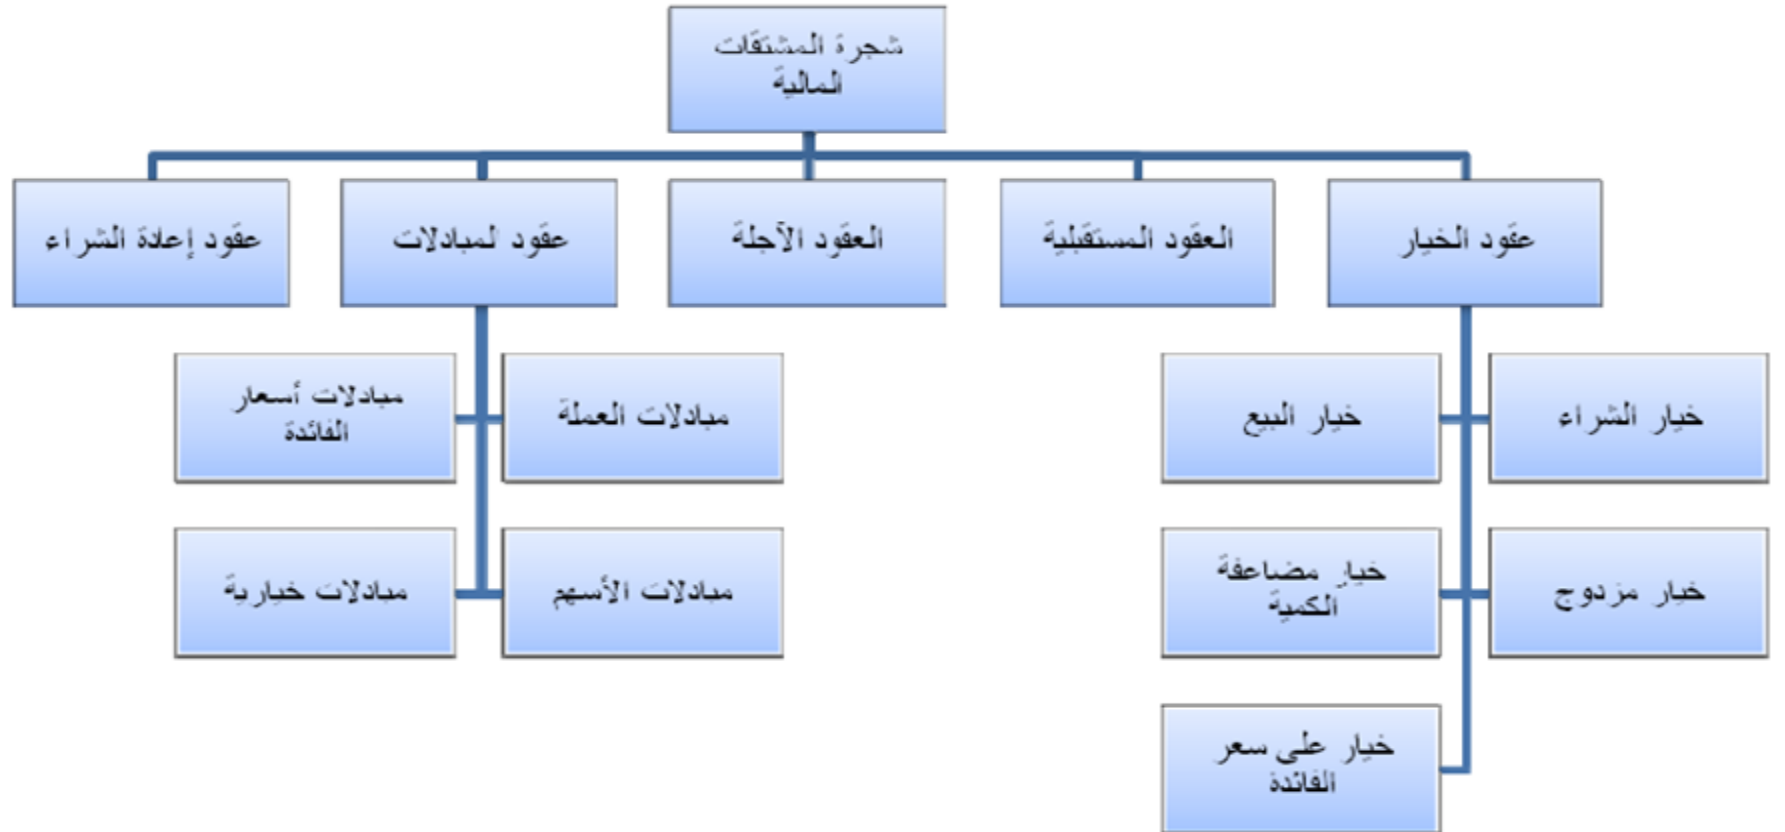 شجرة المشتقات
المالية
عقود الخيار
العقود المستقبلية
العقود الآجلة
عقود لمبادلات
عقود إعادة الشراء
خيار الشراء
خيار البيع
مبادلات العملة
مبادلات أسعار
الفائدة
خيار مزدوج
خيار مضاعفة
الكمية
مبادلات الأسهم
مبادلات خيارية
خيار على سعر
الفائدة